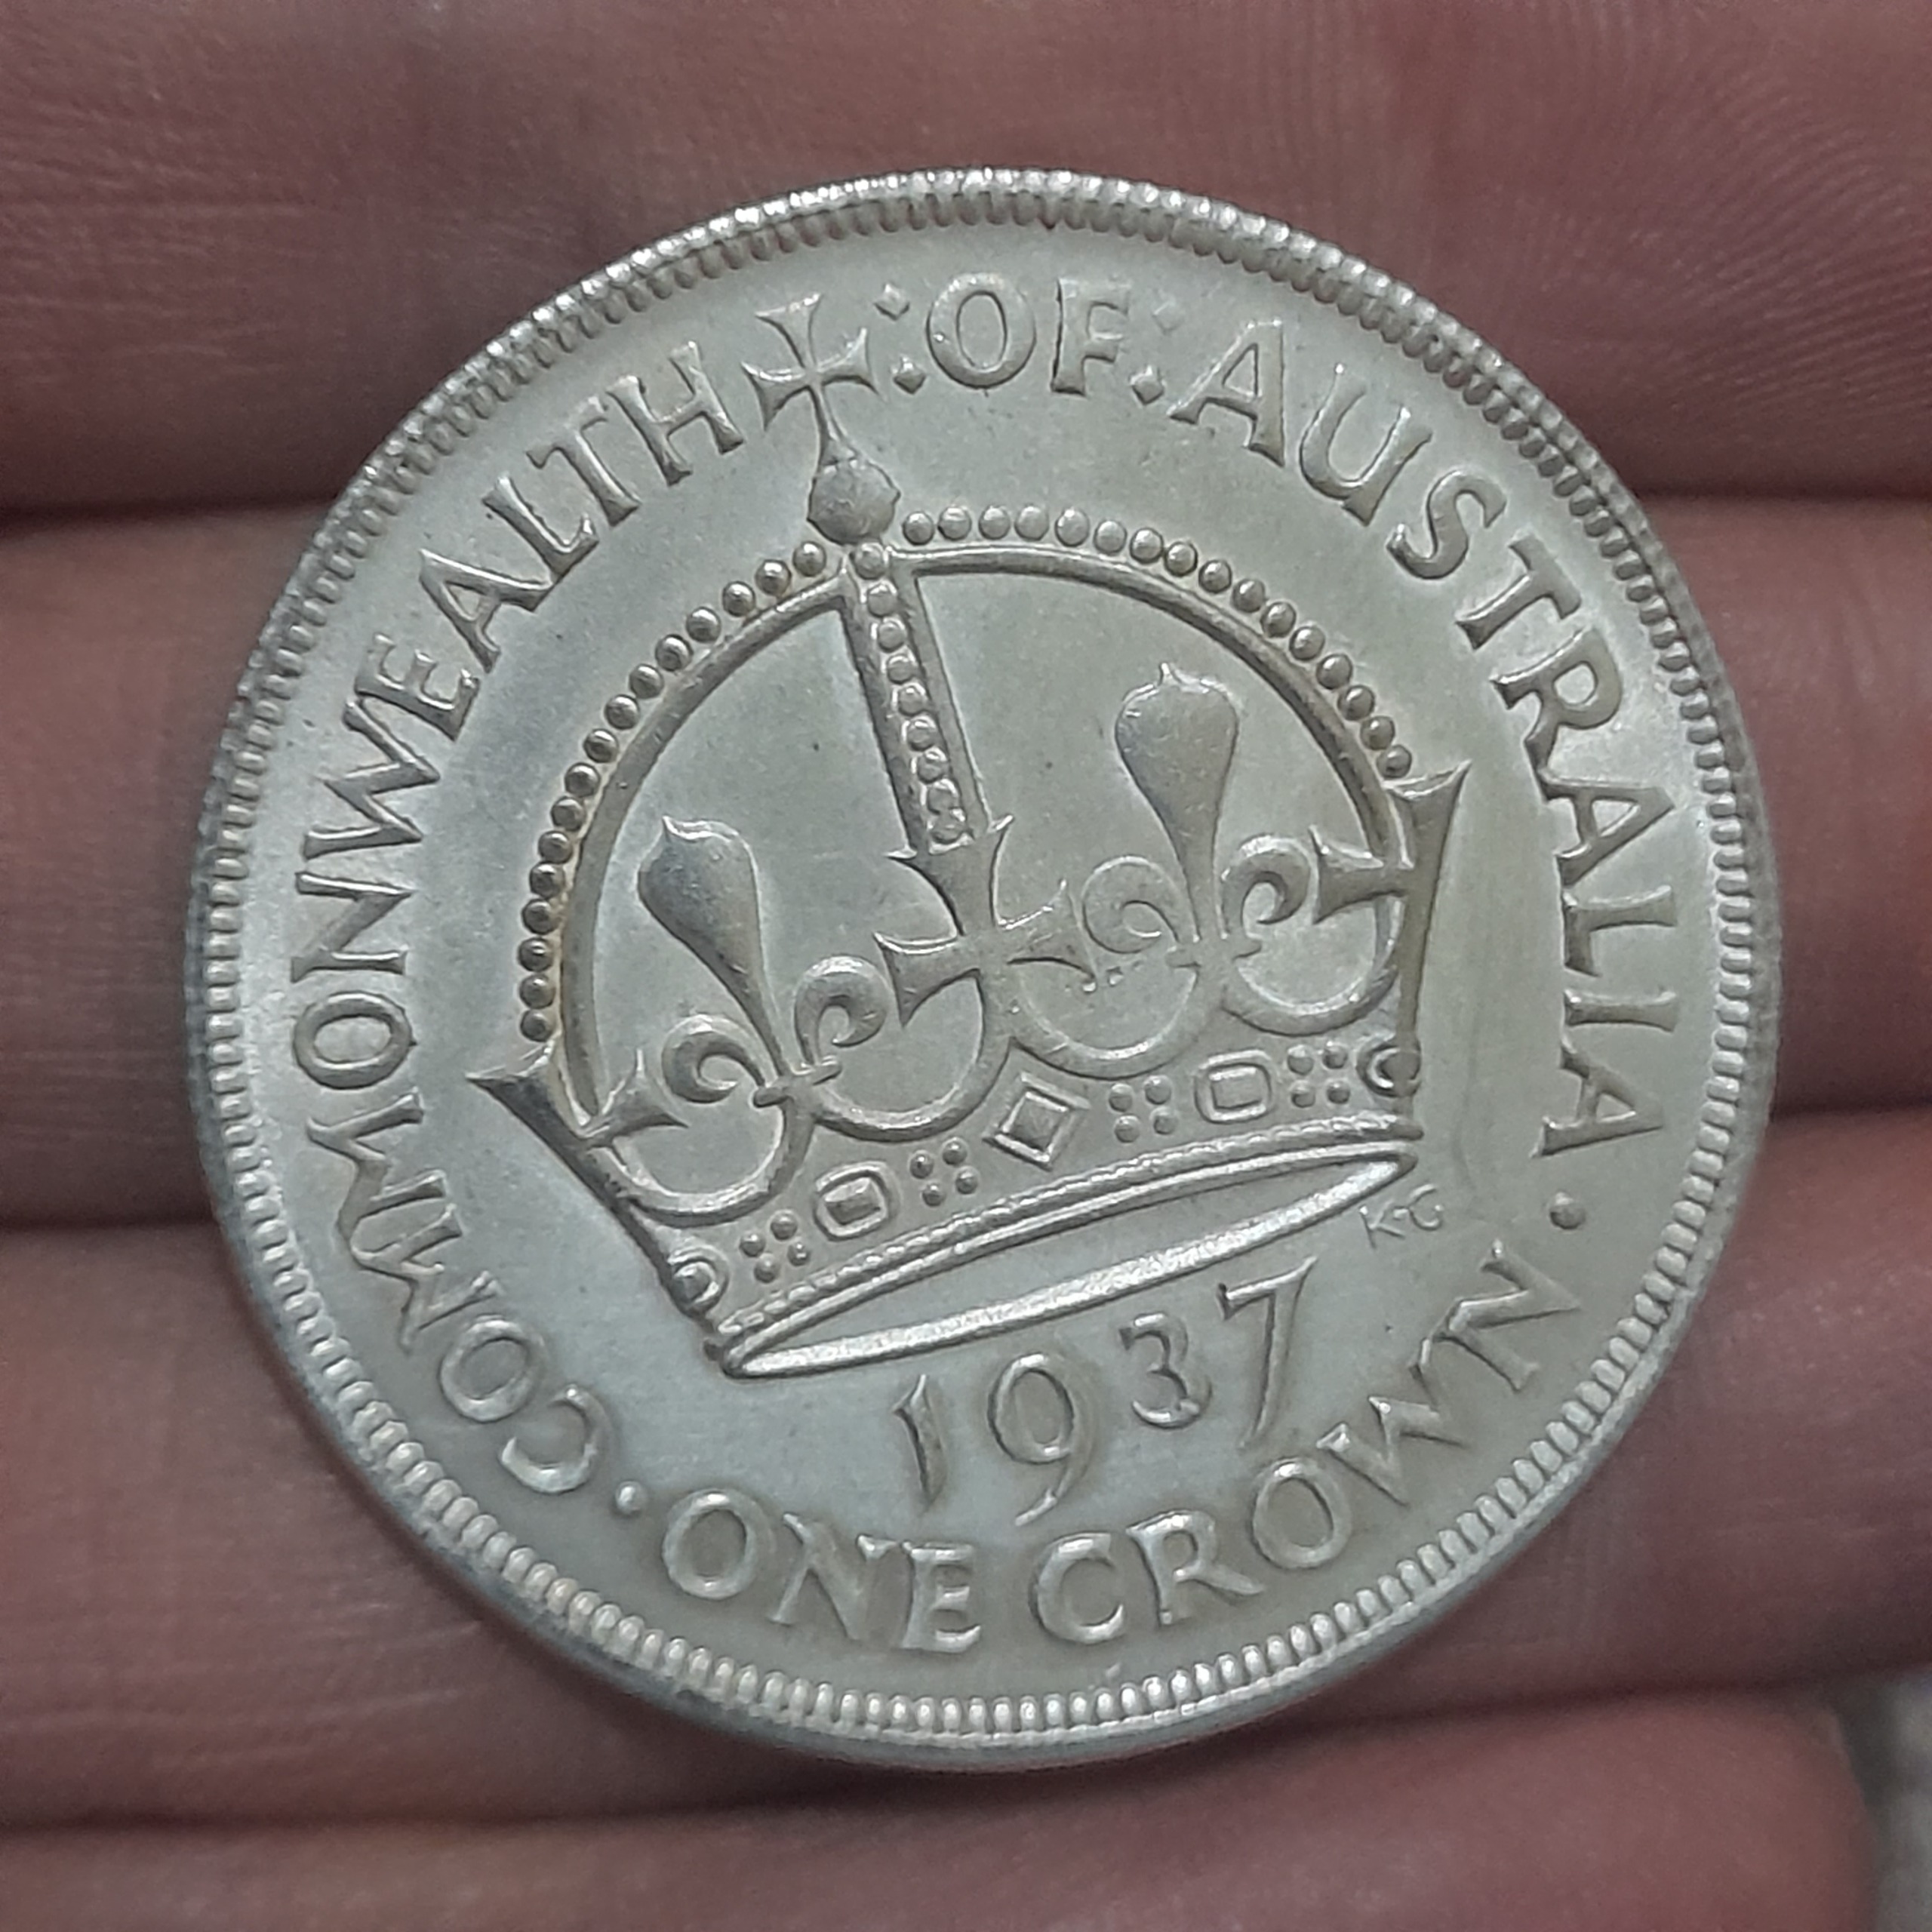 COMMONWEALTH : OF : AUSTRALIA
KG
1937
· ONE CROWN ·